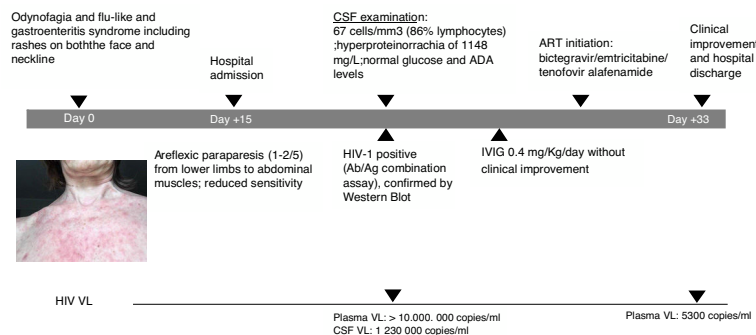 Odynofagia and flu-like and
gastroenteritis syndrome including
rashes on boththe face and
neckline
Hospital
admission
CSF examination:
67 cells/mm3 (86% lymphocytes)
;hyperproteinorrachia of 1148
mg/L;normal glucose and ADA
levels
ART initiation:
bictegravir/emtricitabine/
tenofovir alafenamide
Clinical
improvement
and hospital
discharge
Day 0
Day +15
Day +33
Areflexic paraparesis (1-2/5)
from lower limbs to abdominal
muscles; reduced sensitivity
HIV-1 positive
(Ab/Ag combination
assay), confirmed by
Western Blot
IVIG 0.4 mg/Kg/day without
clinical improvement
HIV VL
Plasma VL: > 10.000. 000 copies/ml
CSF VL: 1 230 000 copies/ml
Plasma VL: 5300 copies/ml